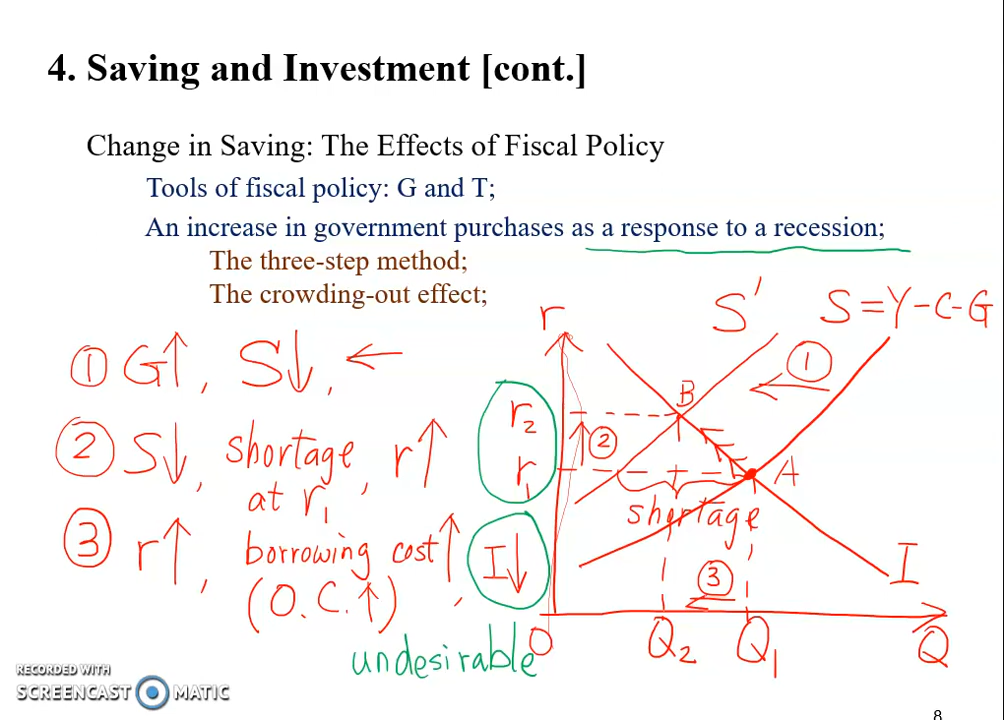 4. Saving and Investment [cont.]
Change in Saving: The Effects of Fiscal Policy
Tools of fiscal policy: G and T;
An increase in government purchases as a response to a recession;
The three-step method;
The crowding-out effect;
① G↑, S↓, ←
② S↓, shortage at r₁, r↑
③ r↑, borrowing cost↑, I↓
(O.C.↑)
undesirable
r
S'
S=Y-C-G
①
B
r₂
②
r₁
A
shortage
I
③
O
Q₂
Q₁
Q
RECORDED WITH
SCREENCAST MATIC
8